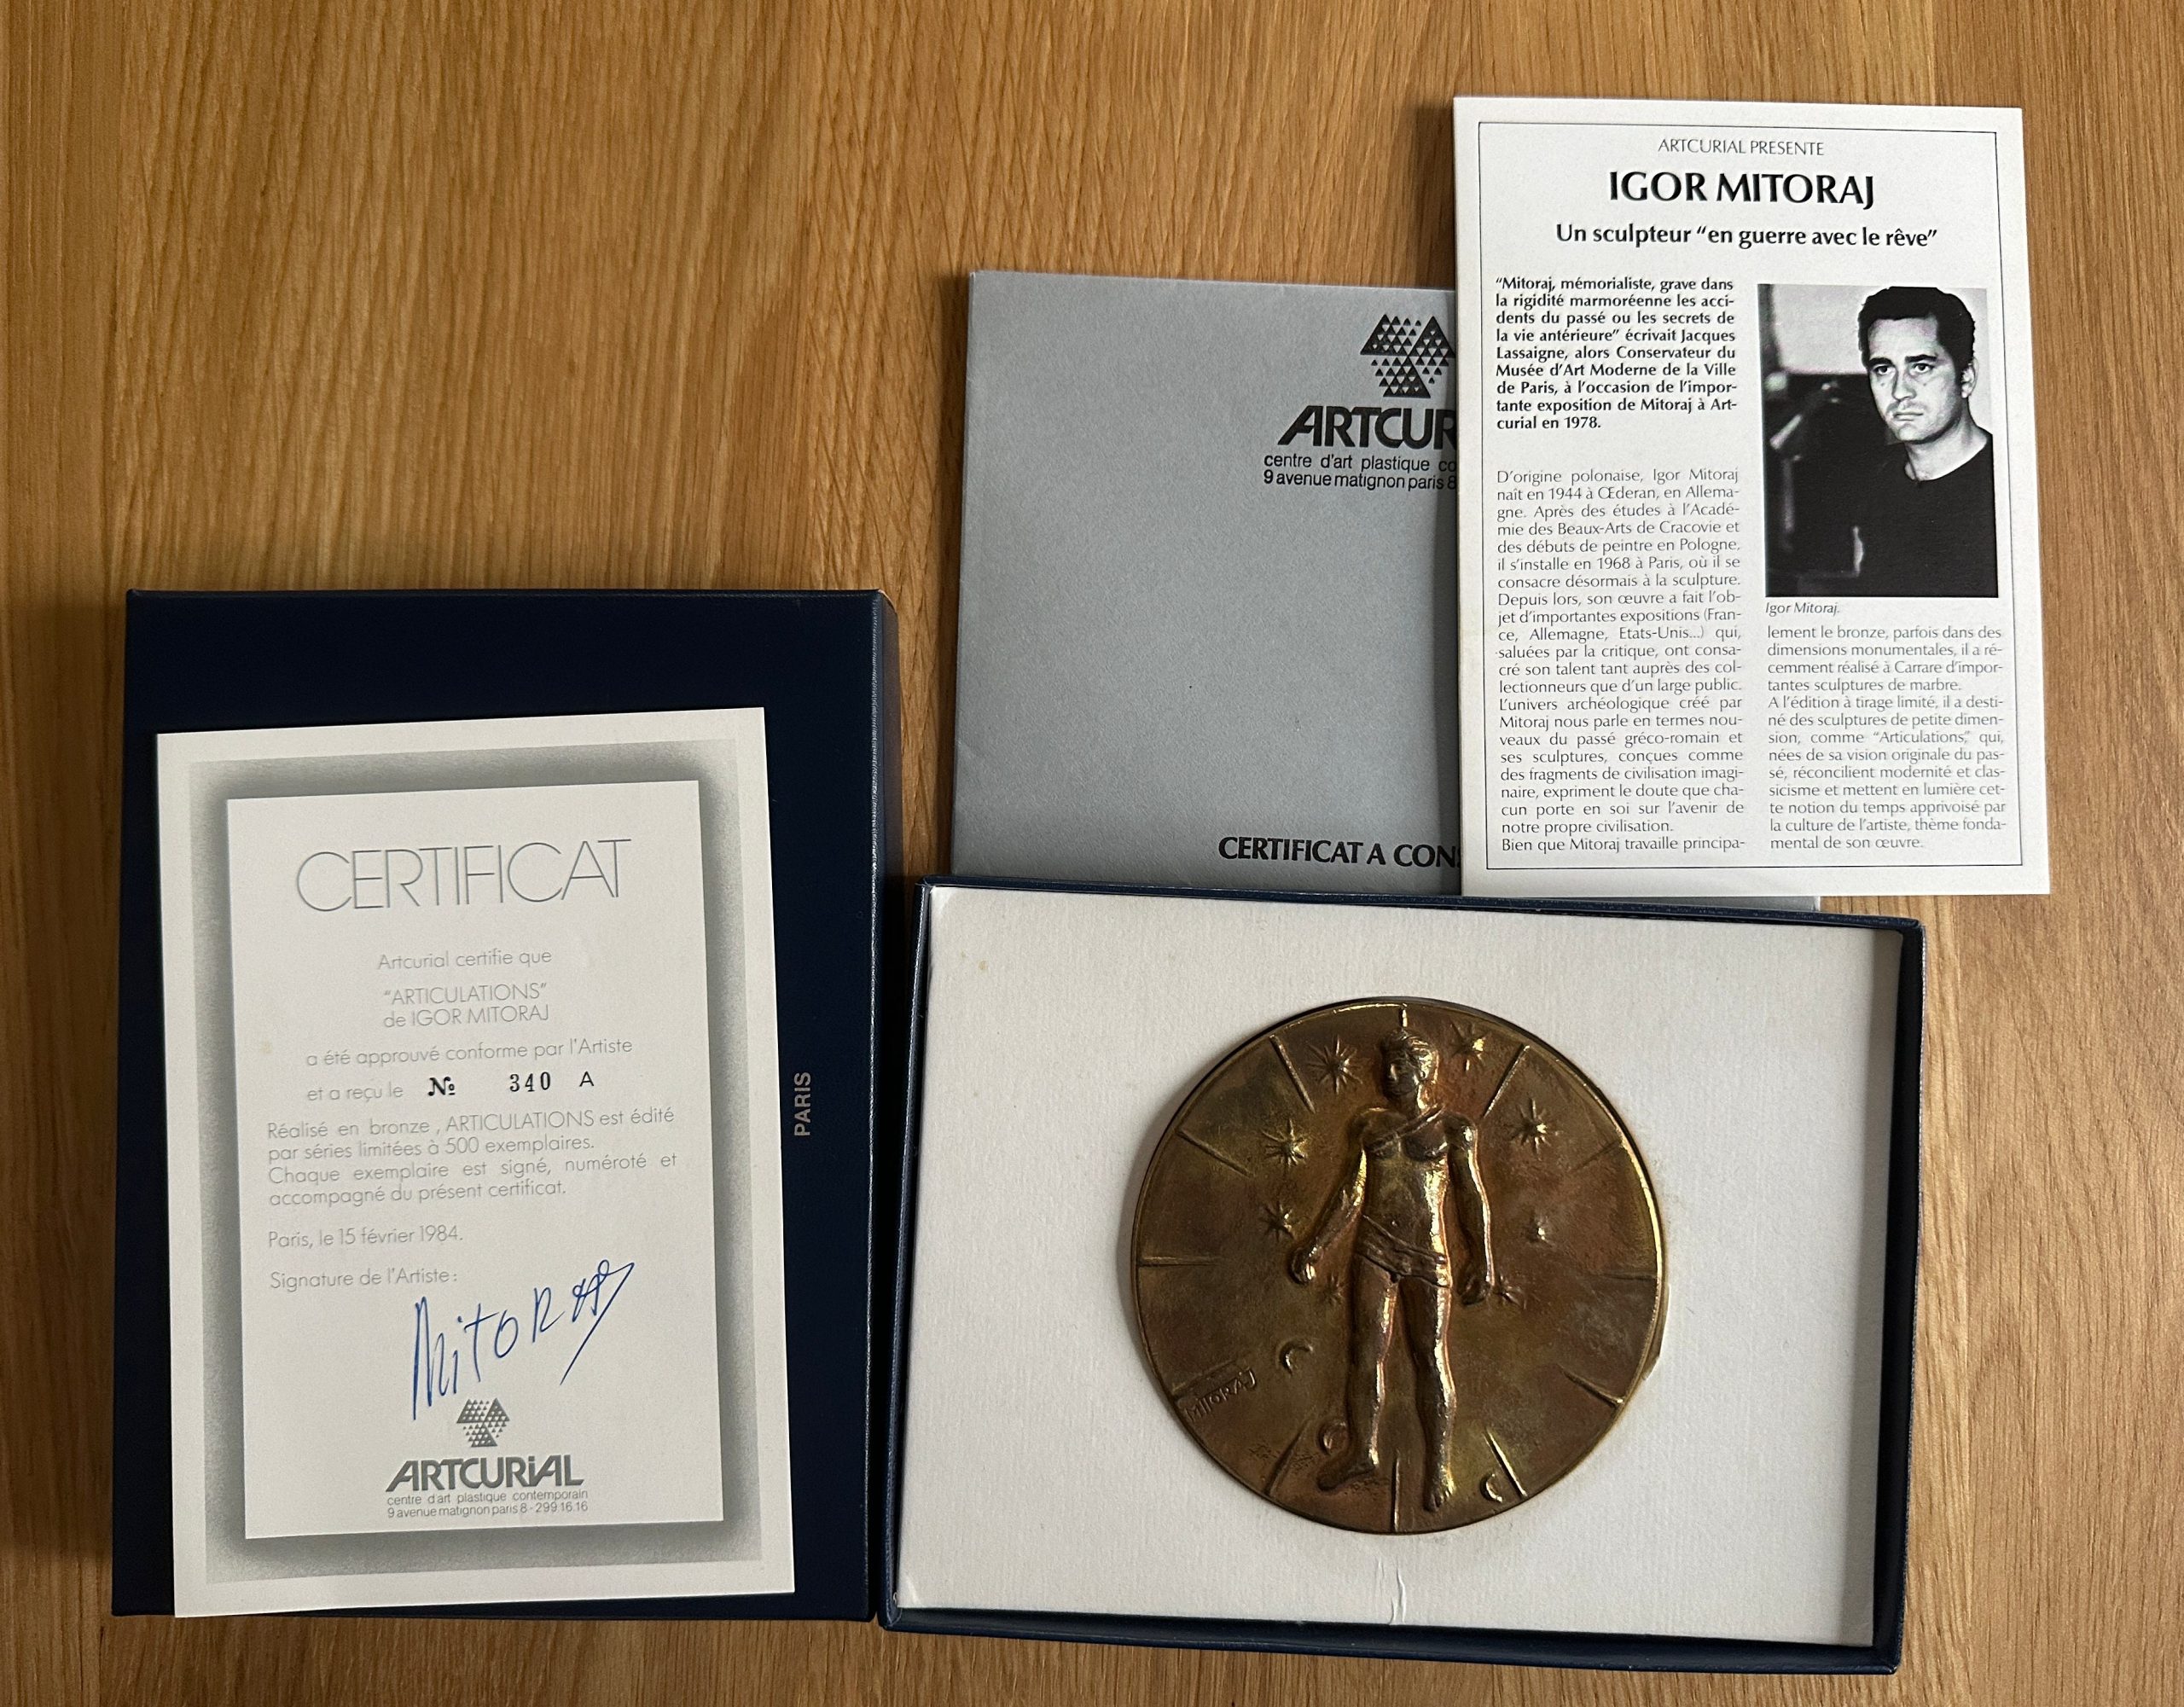 CERTIFICAT
Artcurial certifie que
"ARTICULATIONS"
de IGOR MITORAJ
a été approuvé conforme par l'Artiste
et a reçu le № 340 A
Réalisé en bronze, ARTICULATIONS est édité
par séries limitées à 500 exemplaires.
Chaque exemplaire est signé, numéroté et
accompagné du présent certificat.
Paris, le 15 février 1984.
Signature de l'Artiste :
MitoRaj
ARTCURiAL
centre d'art plastique contemporain
9 avenue matignon paris 8 - 299 16 16
PARIS
ARTCUR
centre d'art plastique co
9 avenue matignon paris 8
CERTIFICAT A CONS
ARTCURIAL PRESENTE
IGOR MITORAJ
Un sculpteur "en guerre avec le rêve"
"Mitoraj, mémorialiste, grave dans
la rigidité marmoréenne les acci-
dents du passé ou les secrets de
la vie antérieure" écrivait Jacques
Lassaigne, alors Conservateur du
Musée d'Art Moderne de la Ville
de Paris, à l'occasion de l'impor-
tante exposition de Mitoraj à Art-
curial en 1978.
D'origine polonaise, Igor Mitoraj
naît en 1944 à Œderan, en Allema-
gne. Après des études à l'Acadé-
mie des Beaux-Arts de Cracovie et
des débuts de peintre en Pologne,
il s'installe en 1968 à Paris, où il se
consacre désormais à la sculpture.
Depuis lors, son œuvre a fait l'ob-
jet d'importantes expositions (Fran-
ce, Allemagne, Etats-Unis...) qui,
saluées par la critique, ont consa-
cré son talent tant auprès des col-
lectionneurs que d'un large public.
L'univers archéologique créé par
Mitoraj nous parle en termes nou-
veaux du passé gréco-romain et
ses sculptures, conçues comme
des fragments de civilisation imagi-
naire, expriment le doute que cha-
cun porte en soi sur l'avenir de
notre propre civilisation.
Bien que Mitoraj travaille principa-
Igor Mitoraj.
lement le bronze, parfois dans des
dimensions monumentales, il a ré-
cemment réalisé à Carrare d'impor-
tantes sculptures de marbre.
A l'édition à tirage limité, il a desti-
né des sculptures de petite dimen-
sion, comme "Articulations," qui,
nées de sa vision originale du pas-
sé, réconcilient modernité et clas-
sicisme et mettent en lumière cet-
te notion du temps apprivoisé par
la culture de l'artiste, thème fonda-
mental de son œuvre.
MITORAJ